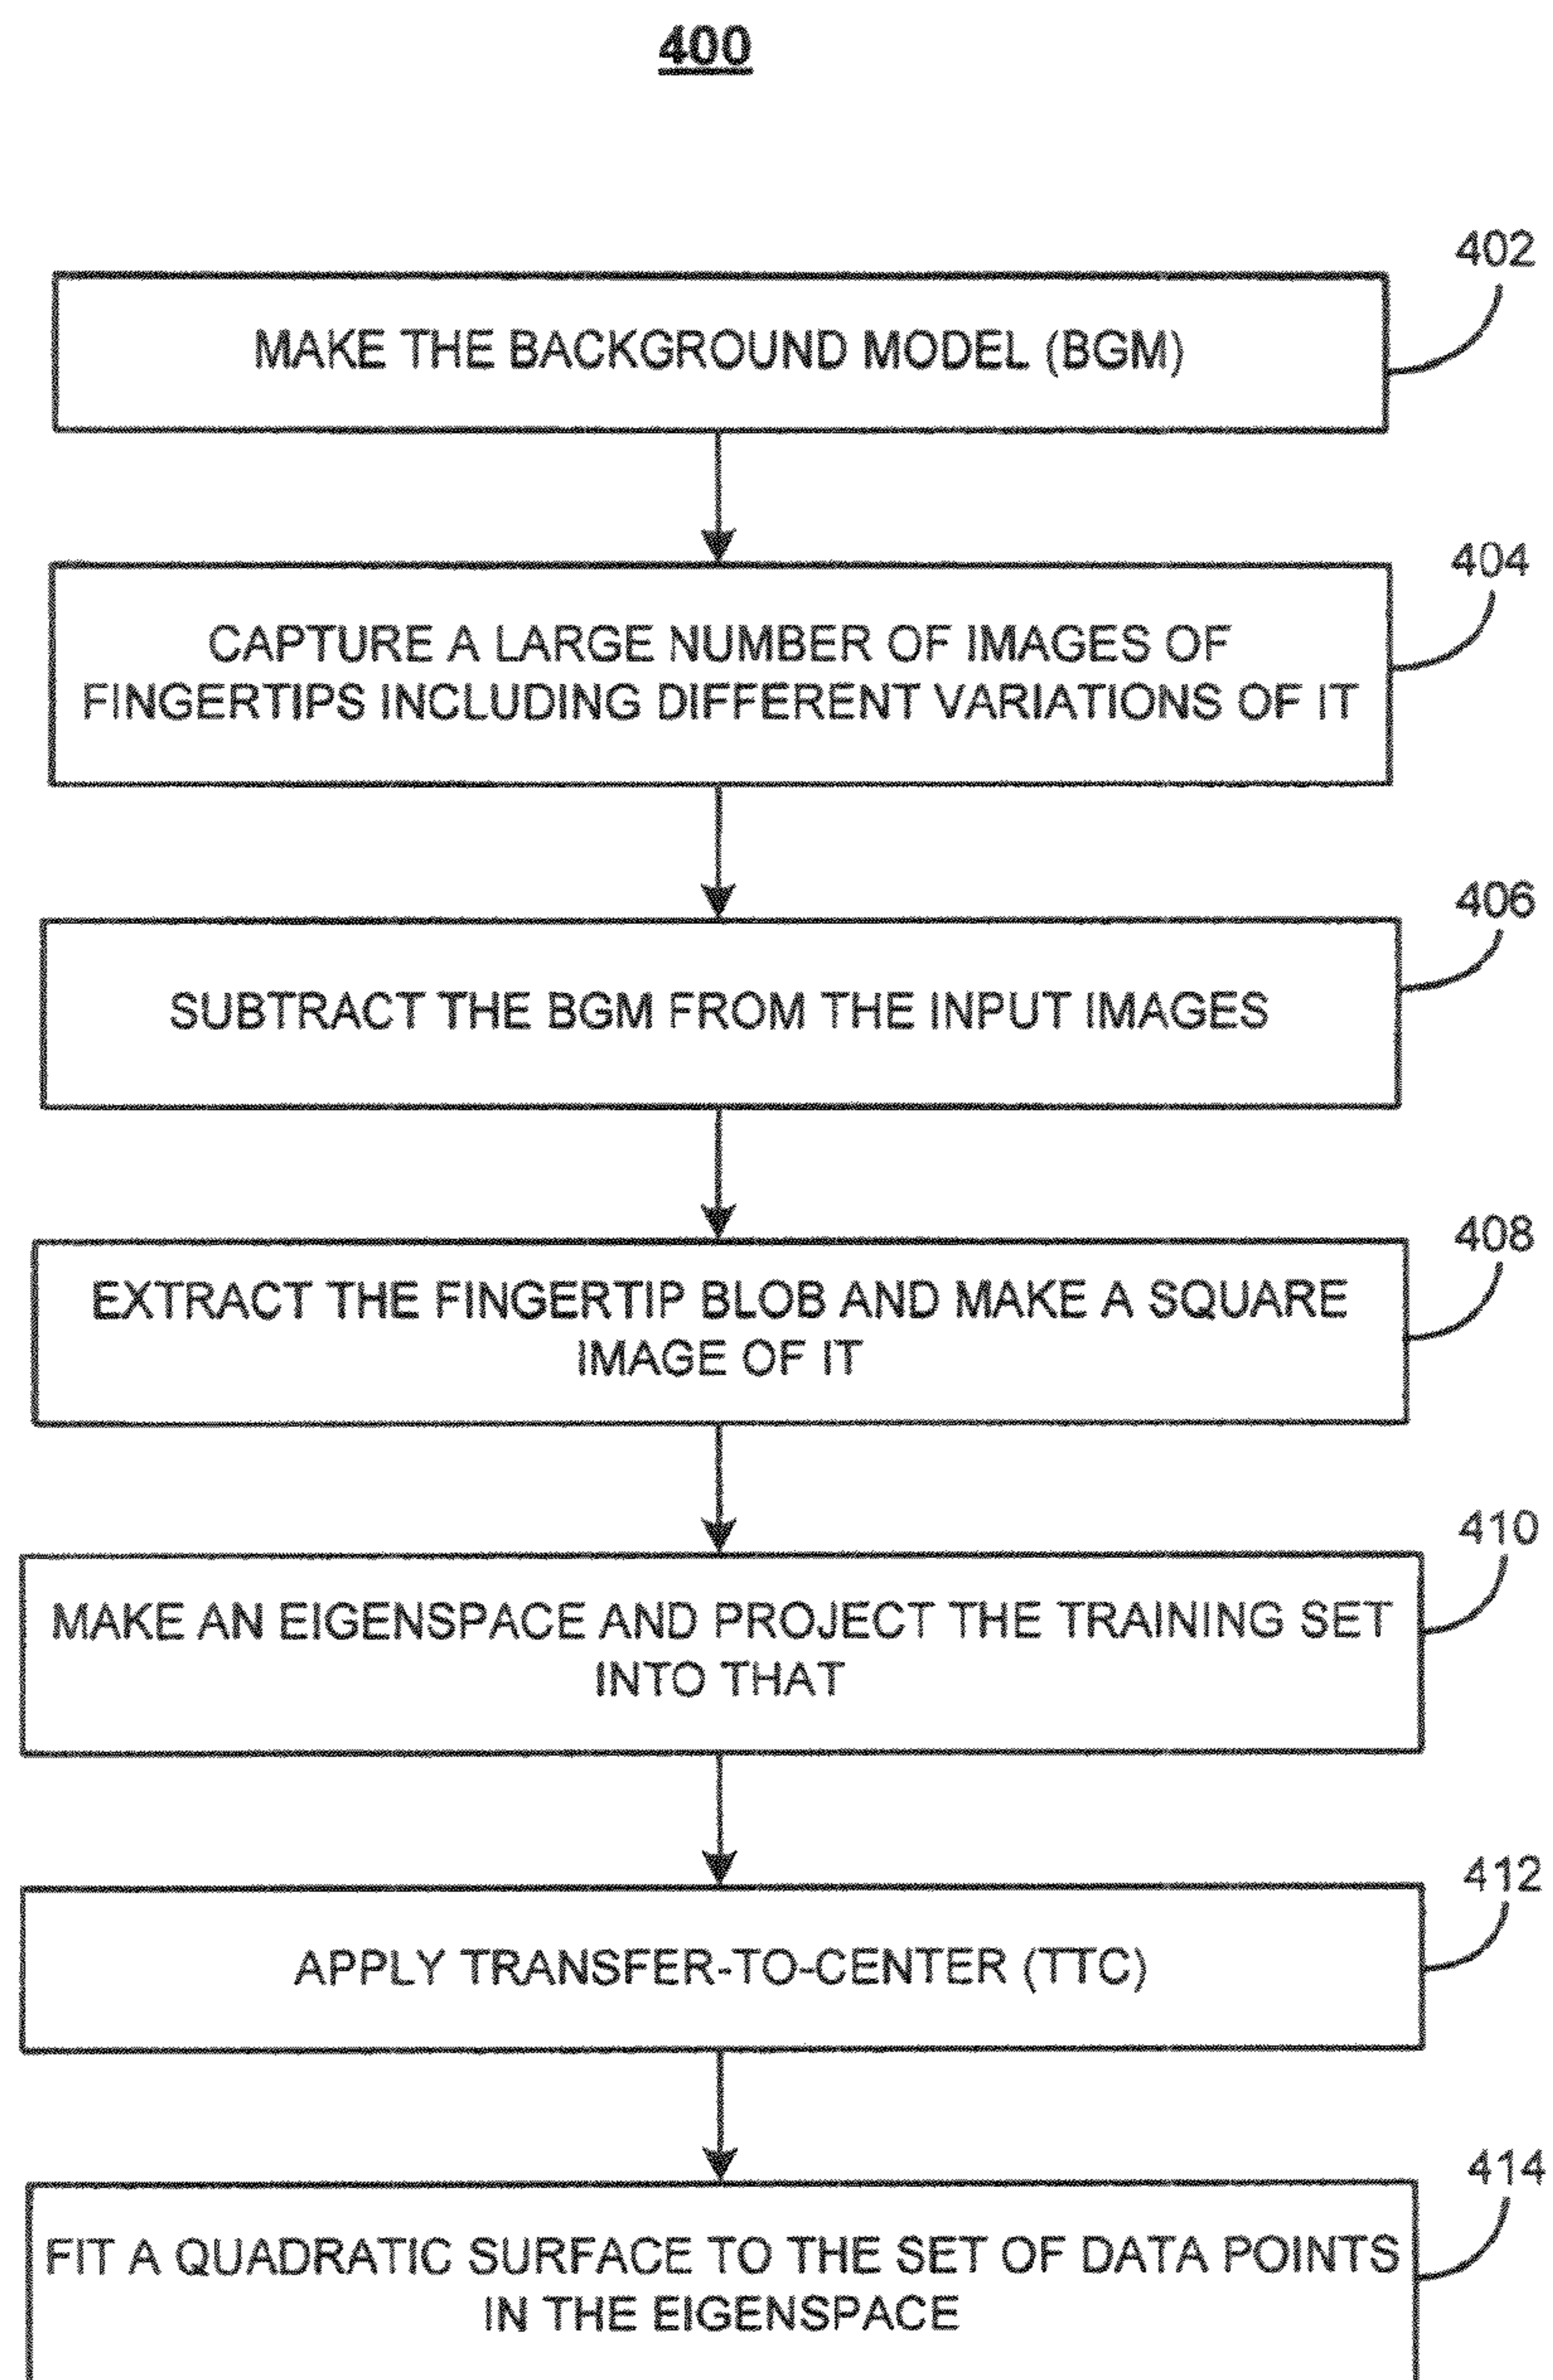 400
402
MAKE THE BACKGROUND MODEL (BGM)
404
CAPTURE A LARGE NUMBER OF IMAGES OF
FINGERTIPS INCLUDING DIFFERENT VARIATIONS OF IT
406
SUBTRACT THE BGM FROM THE INPUT IMAGES
408
EXTRACT THE FINGERTIP BLOB AND MAKE A SQUARE
IMAGE OF IT
410
MAKE AN EIGENSPACE AND PROJECT THE TRAINING SET
INTO THAT
412
APPLY TRANSFER-TO-CENTER (TTC)
414
FIT A QUADRATIC SURFACE TO THE SET OF DATA POINTS
IN THE EIGENSPACE